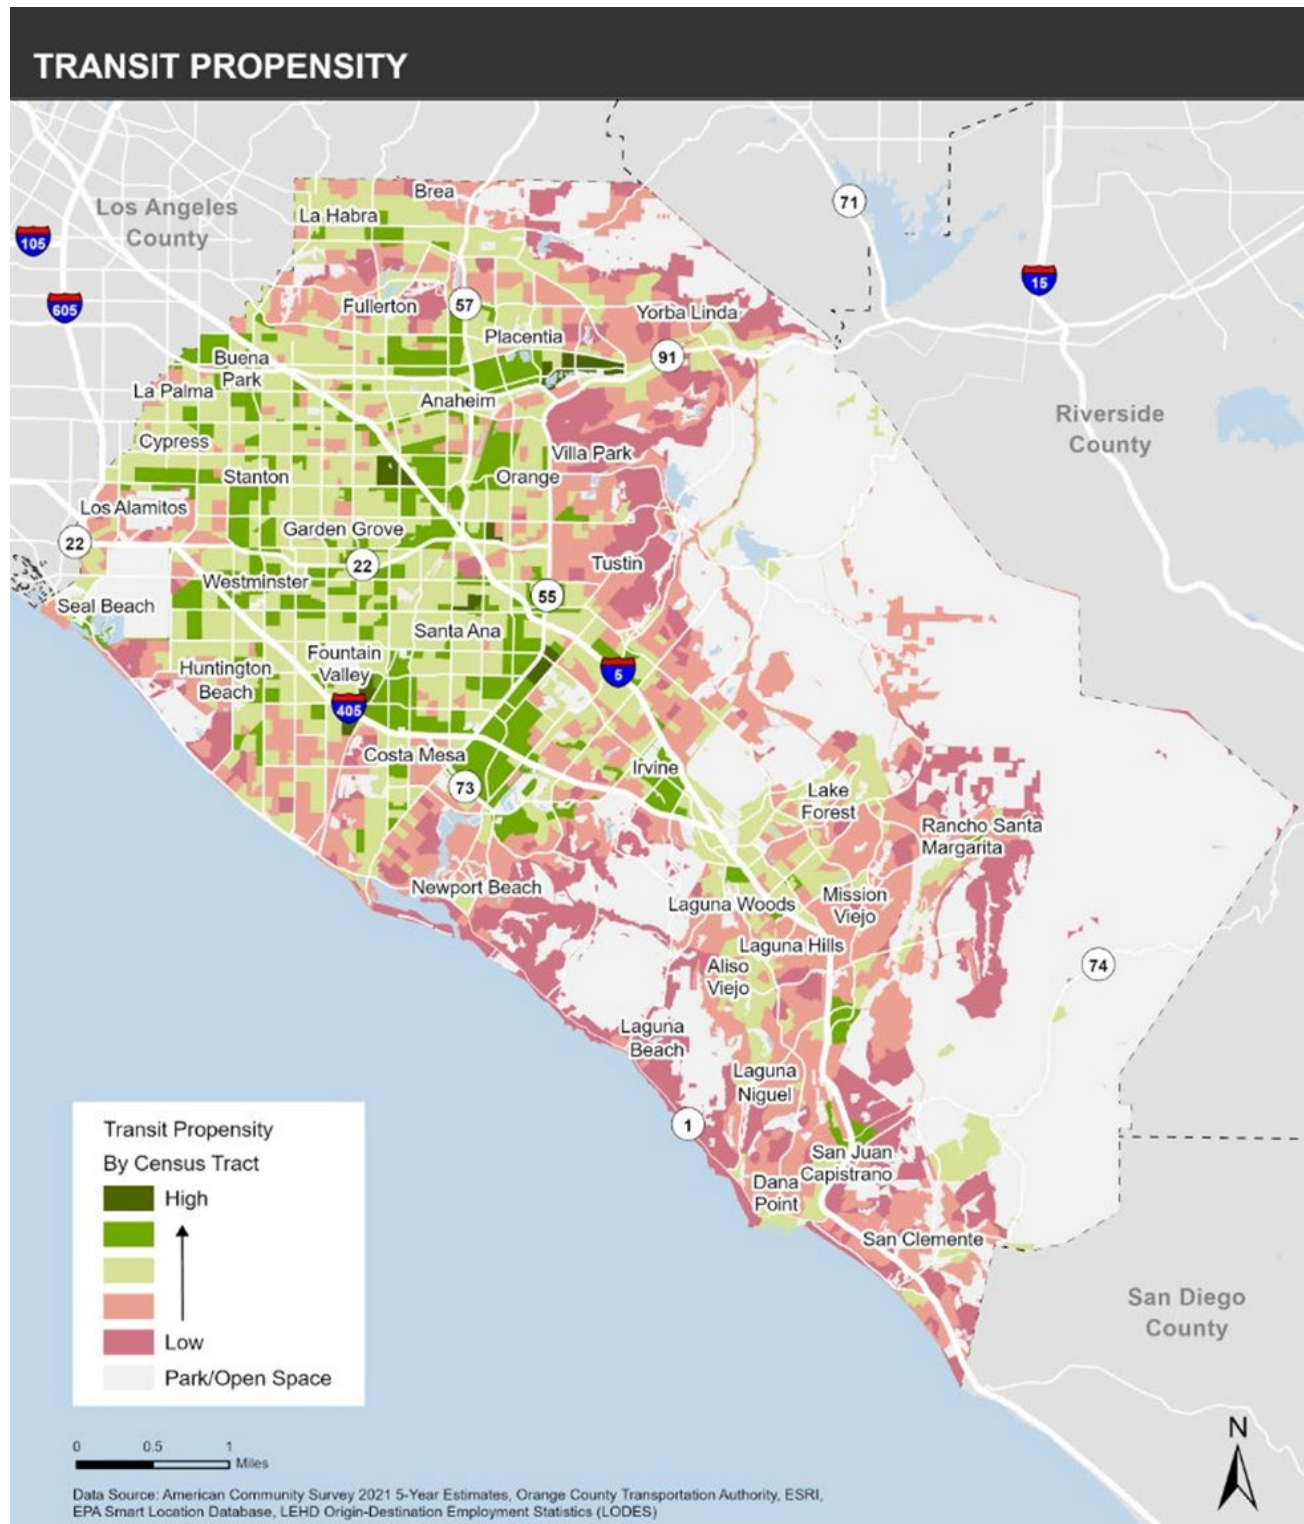 TRANSIT PROPENSITY
Los Angeles
County
105
605
71
15
Brea
La Habra
Fullerton
57
Placentia
Yorba Linda
91
Buena
Park
La Palma
Anaheim
Riverside
County
Cypress
Villa Park
Stanton
Orange
Los Alamitos
Garden Grove
22
22
Tustin
Westminster
55
Seal Beach
Santa Ana
Fountain
Valley
Huntington
Beach
5
405
Costa Mesa
Irvine
73
Lake
Forest
Rancho Santa
Margarita
Newport Beach
Laguna Woods
Mission
Viejo
Laguna Hills
Aliso
Viejo
74
Laguna
Beach
Laguna
Niguel
1
San Juan
Capistrano
Dana
Point
San Clemente
San Diego
County
Transit Propensity
By Census Tract
High
Low
Park/Open Space
0 0.5 1
Miles
N
Data Source: American Community Survey 2021 5-Year Estimates, Orange County Transportation Authority, ESRI,
EPA Smart Location Database, LEHD Origin-Destination Employment Statistics (LODES)